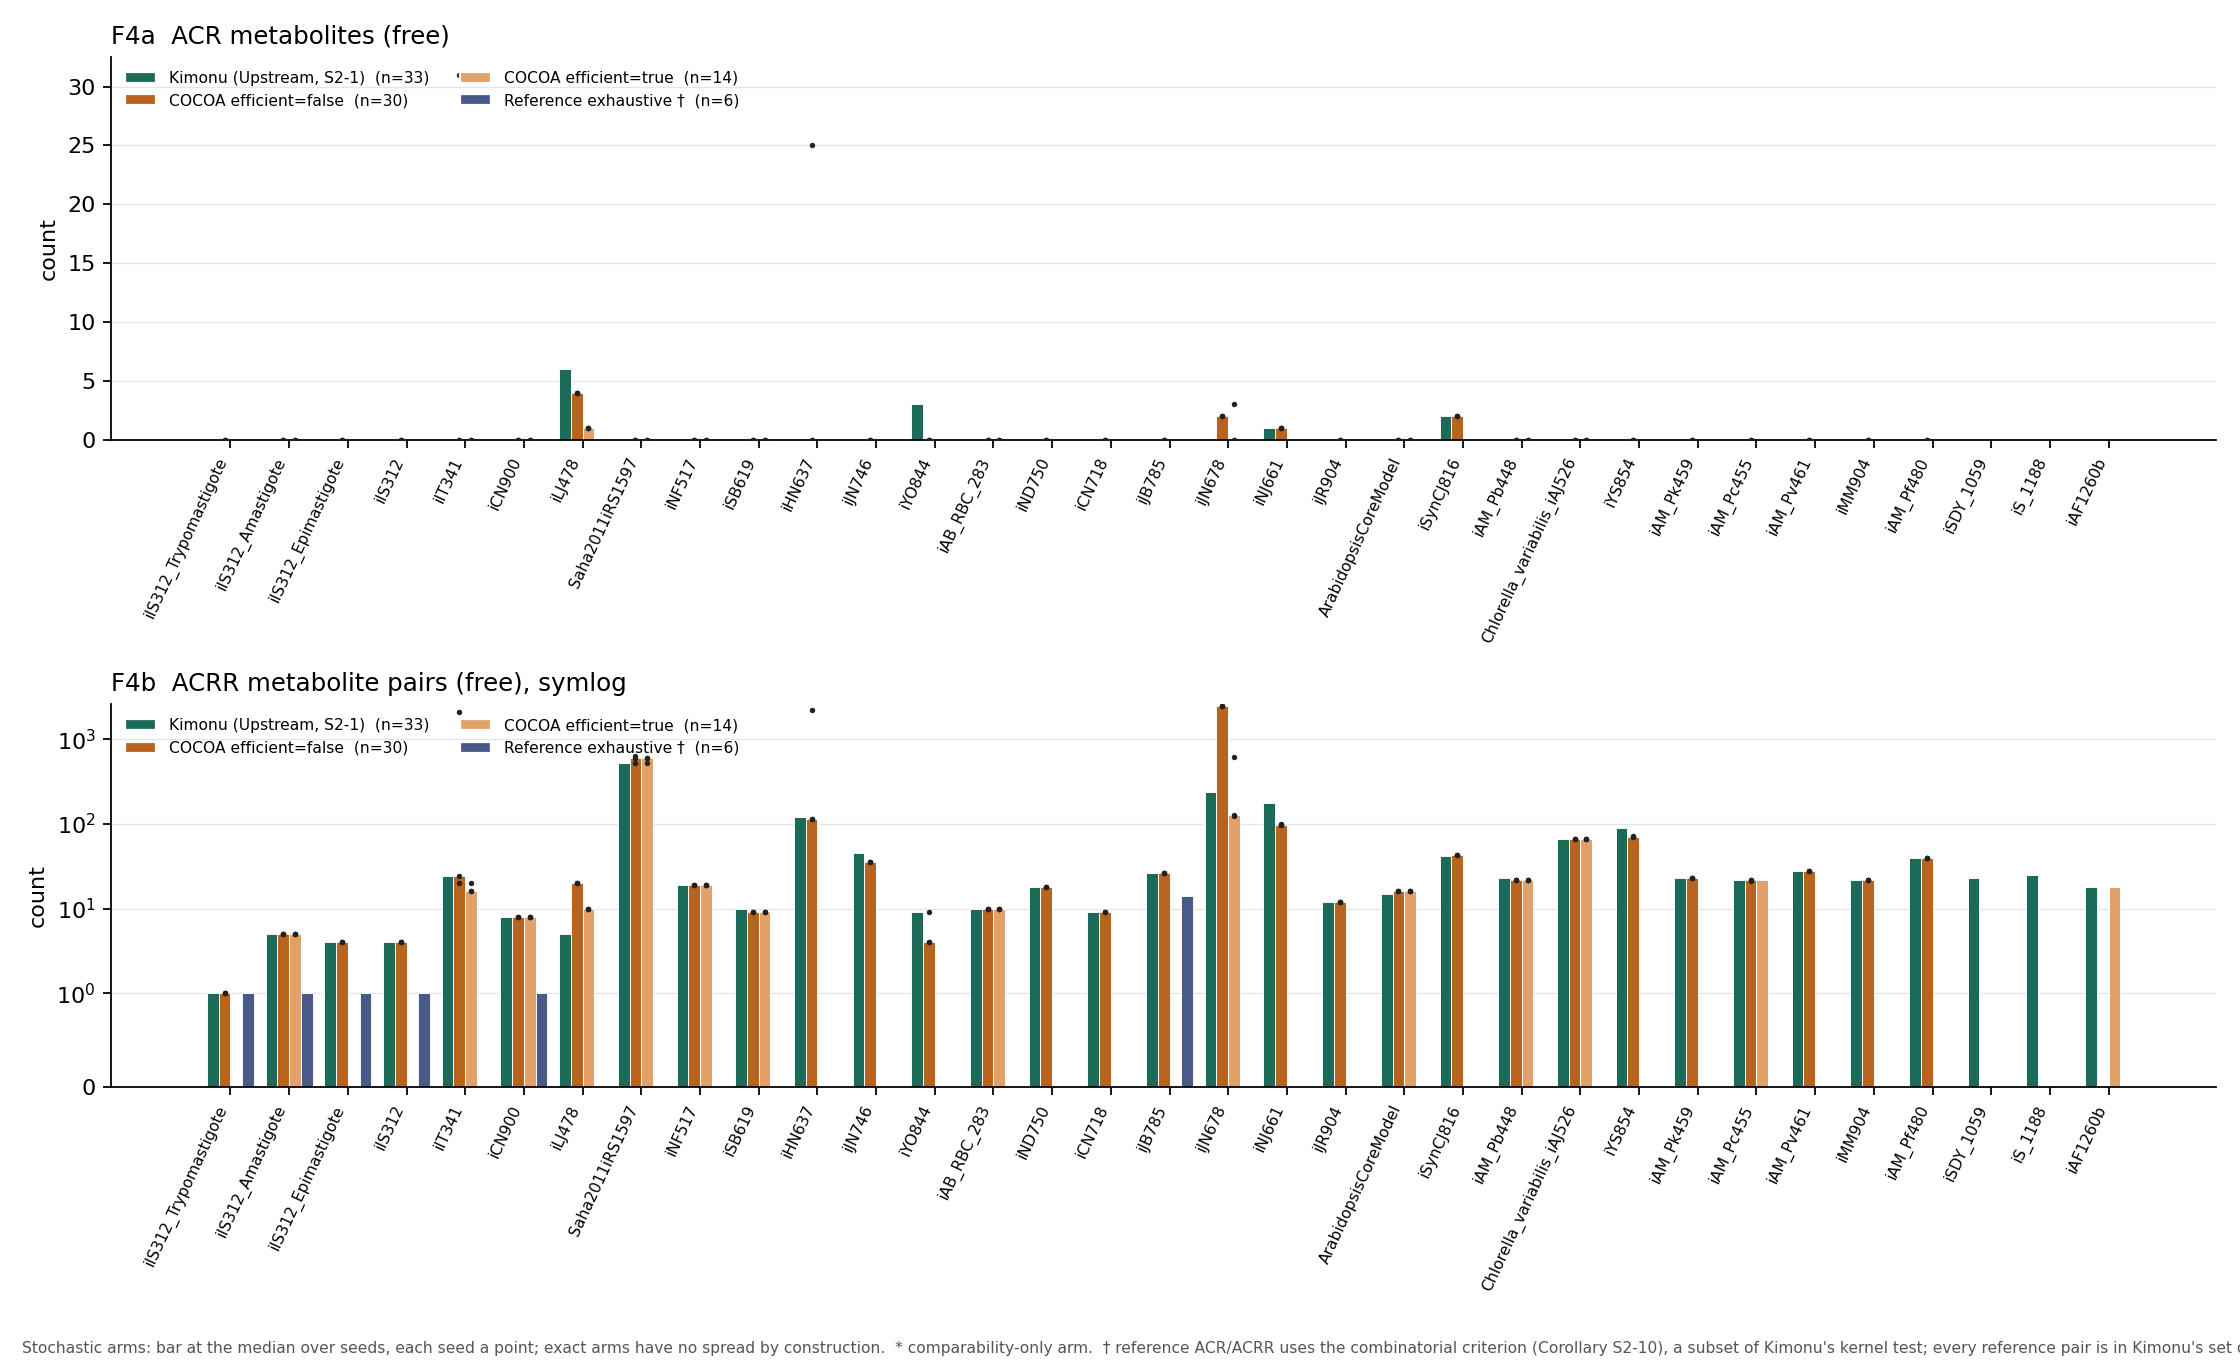 F4a  ACR metabolites (free)
Kimonu (Upstream, S2-1)  (n=33)
COCOA efficient=false  (n=30)
COCOA efficient=true  (n=14)
Reference exhaustive †  (n=6)
count
30
25
20
15
10
5
0
iIS312_Trypomastigote
iIS312_Amastigote
iIS312_Epimastigote
iIS312
iIT341
iCN900
iLJ478
Saha2011iRS1597
iNF517
iSB619
iHN637
iJN746
iYO844
iAB_RBC_283
iND750
iCN718
iJB785
iJN678
iNJ661
iJR904
ArabidopsisCoreModel
iSynCJ816
iAM_Pb448
Chlorella_variabilis_iAJ526
iYS854
iAM_Pk459
iAM_Pc455
iAM_Pv461
iMM904
iAM_Pf480
iSDY_1059
iS_1188
iAF1260b
F4b  ACRR metabolite pairs (free), symlog
Kimonu (Upstream, S2-1)  (n=33)
COCOA efficient=false  (n=30)
COCOA efficient=true  (n=14)
Reference exhaustive †  (n=6)
count
10³
10²
10¹
10⁰
0
iIS312_Trypomastigote
iIS312_Amastigote
iIS312_Epimastigote
iIS312
iIT341
iCN900
iLJ478
Saha2011iRS1597
iNF517
iSB619
iHN637
iJN746
iYO844
iAB_RBC_283
iND750
iCN718
iJB785
iJN678
iNJ661
iJR904
ArabidopsisCoreModel
iSynCJ816
iAM_Pb448
Chlorella_variabilis_iAJ526
iYS854
iAM_Pk459
iAM_Pc455
iAM_Pv461
iMM904
iAM_Pf480
iSDY_1059
iS_1188
iAF1260b
Stochastic arms: bar at the median over seeds, each seed a point; exact arms have no spread by construction.  * comparability-only arm.  † reference ACR/ACRR uses the combinatorial criterion (Corollary S2-10), a subset of Kimonu's kernel test; every reference pair is in Kimonu's set